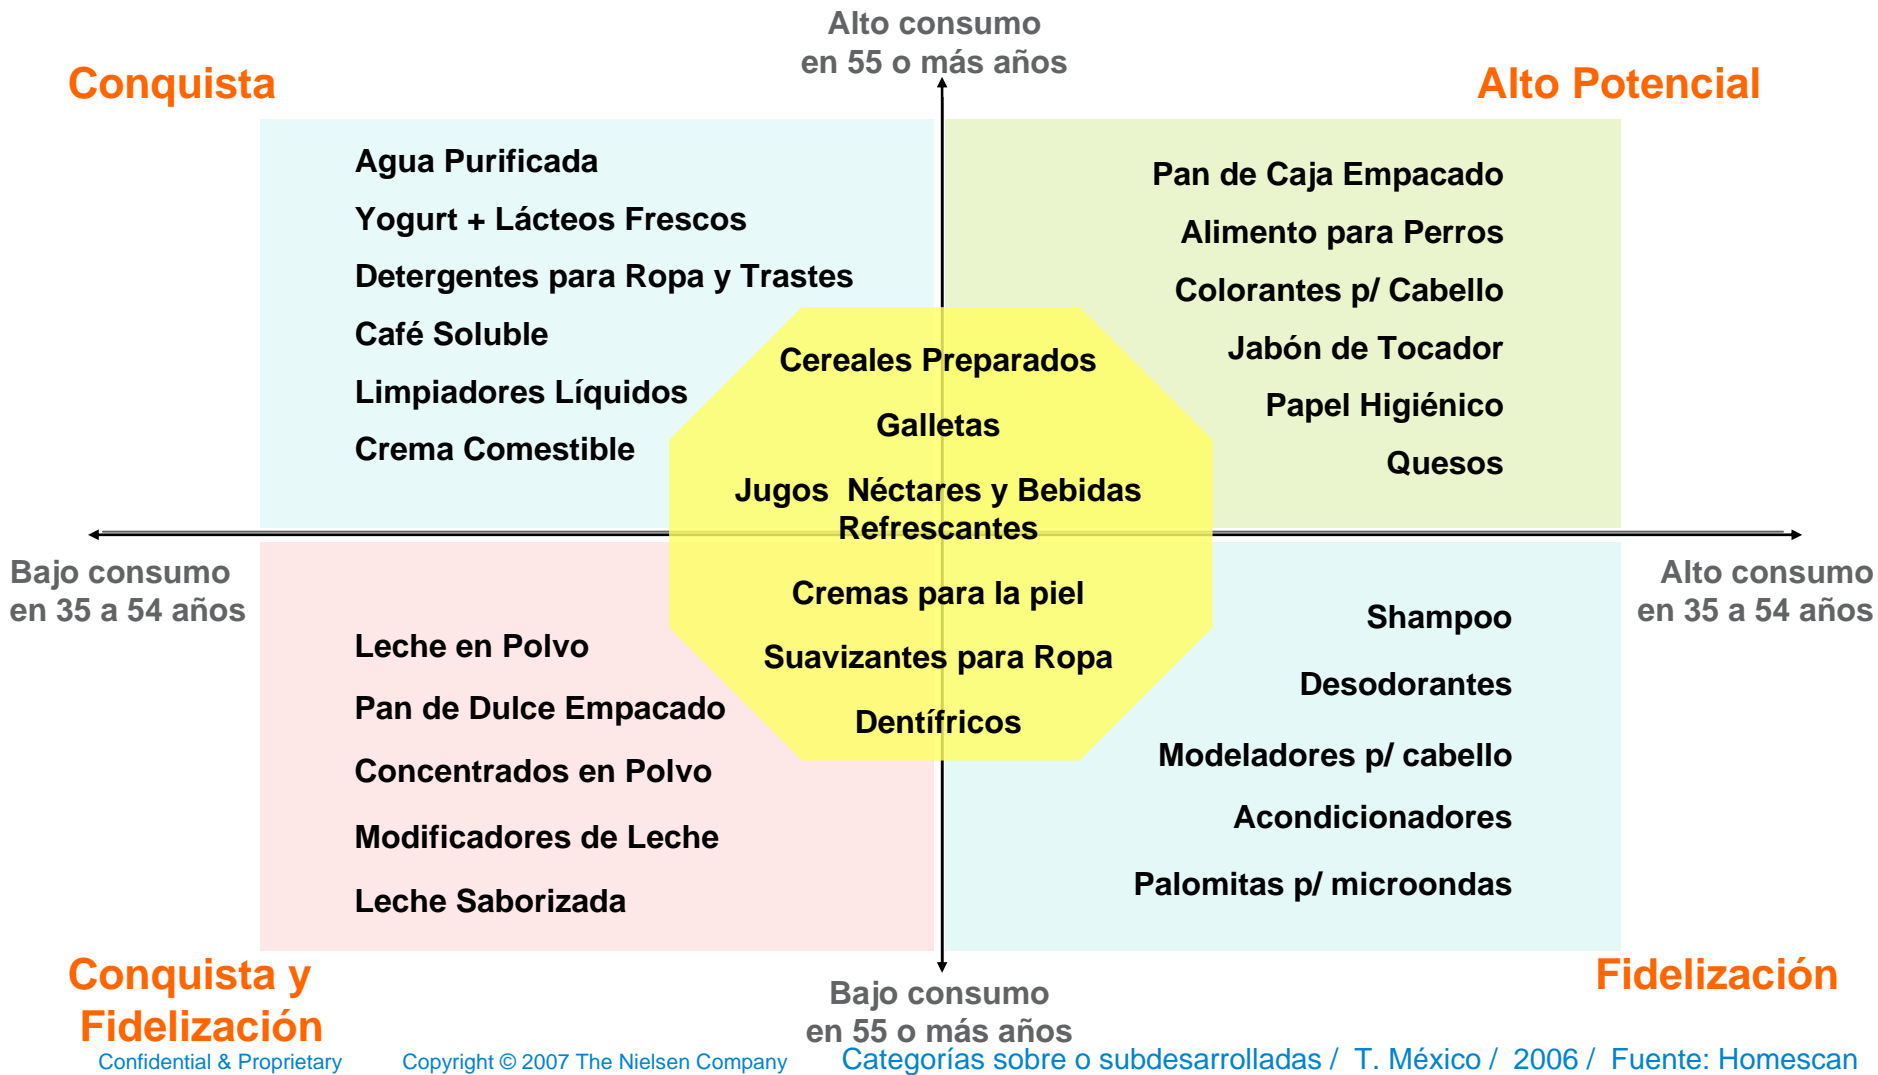 Alto consumo
en 55 o más años
Conquista
Alto Potencial
Agua Purificada
Yogurt + Lácteos Frescos
Detergentes para Ropa y Trastes
Café Soluble
Limpiadores Líquidos
Crema Comestible
Pan de Caja Empacado
Alimento para Perros
Colorantes p/ Cabello
Jabón de Tocador
Papel Higiénico
Quesos
Cereales Preparados
Galletas
Jugos  Néctares y Bebidas
Refrescantes
Cremas para la piel
Suavizantes para Ropa
Dentífricos
Bajo consumo
en 35 a 54 años
Alto consumo
en 35 a 54 años
Leche en Polvo
Pan de Dulce Empacado
Concentrados en Polvo
Modificadores de Leche
Leche Saborizada
Shampoo
Desodorantes
Modeladores p/ cabello
Acondicionadores
Palomitas p/ microondas
Conquista y
Fidelización
Bajo consumo
en 55 o más años
Fidelización
Confidential & Proprietary
Copyright © 2007 The Nielsen Company
Categorías sobre o subdesarrolladas /  T. México /  2006 /  Fuente: Homescan